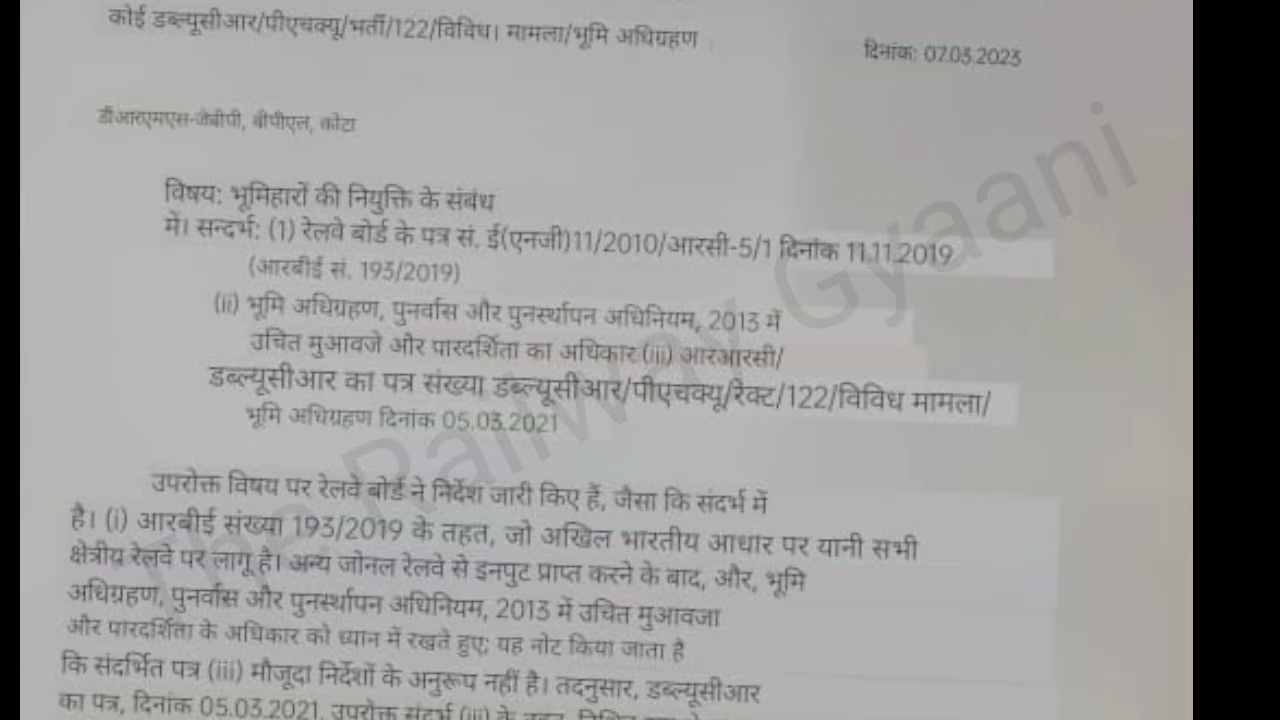 कोई डब्ल्यूसीआर/पीएचक्यू/भर्ती/122/विविध। मामला/भूमि अधिग्रहण
दिनांक: 07.03.2023
डीआरएमएस-जेबीपी, बीपीएल, कोटा
विषय: भूमिहारों की नियुक्ति के संबंध
में। सन्दर्भ: (1) रेलवे बोर्ड के पत्र सं. ई(एनजी)11/2010/आरसी-5/1 दिनांक 11.11.2019
(आरबीई सं. 193/2019)
(ii) भूमि अधिग्रहण, पुनर्वास और पुनर्स्थापन अधिनियम, 2013 में
उचित मुआवजे और पारदर्शिता का अधिकार (iii) आरआरसी/
डब्ल्यूसीआर का पत्र संख्या डब्ल्यूसीआर/पीएचक्यू/रेक्ट/122/विविध मामला/
भूमि अधिग्रहण दिनांक 05.03.2021
उपरोक्त विषय पर रेलवे बोर्ड ने निर्देश जारी किए हैं, जैसा कि संदर्भ में
है। (i) आरबीई संख्या 193/2019 के तहत, जो अखिल भारतीय आधार पर यानी सभी
क्षेत्रीय रेलवे पर लागू है। अन्य जोनल रेलवे से इनपुट प्राप्त करने के बाद, और, भूमि
अधिग्रहण, पुनर्वास और पुनर्स्थापन अधिनियम, 2013 में उचित मुआवजा
और पारदर्शिता के अधिकार को ध्यान में रखते हुए; यह नोट किया जाता है
कि संदर्भित पत्र (iii) मौजूदा निर्देशों के अनुरूप नहीं है। तदनुसार, डब्ल्यूसीआर
का पत्र, दिनांक 05.03.2021, उपरोक्त संदर्भ (iii) के तहत,
The Railway Gyaani